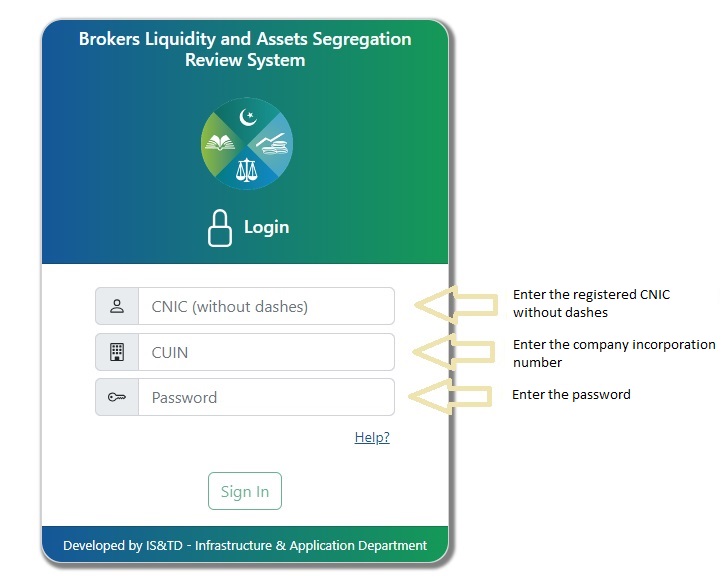 Brokers Liquidity and Assets Segregation
Review System
Login
CNIC (without dashes)
Enter the registered CNIC
without dashes
CUIN
Enter the company incorporation
number
Password
Enter the password
Help?
Sign In
Developed by IS&TD - Infrastructure & Application Department